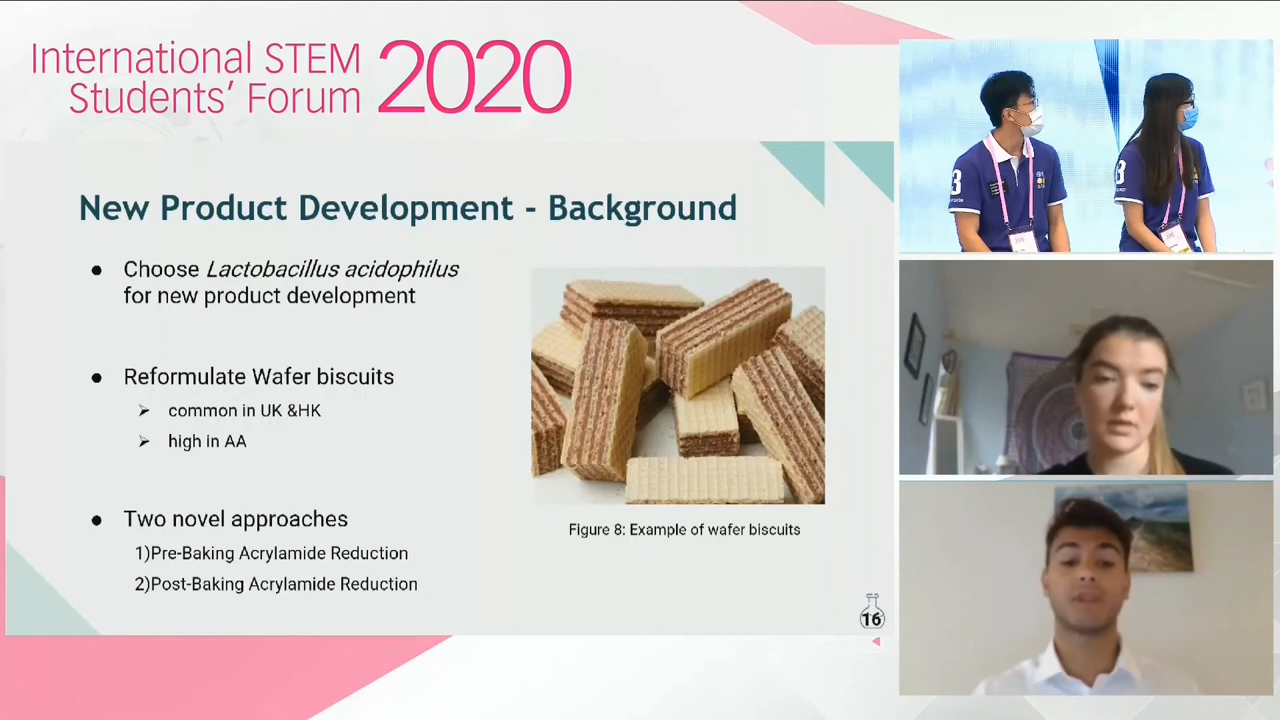 International STEM
Students' Forum
2020
New Product Development - Background
● Choose Lactobacillus acidophilus
for new product development
● Reformulate Wafer biscuits
➢ common in UK &HK
➢ high in AA
● Two novel approaches
1)Pre-Baking Acrylamide Reduction
2)Post-Baking Acrylamide Reduction
Figure 8: Example of wafer biscuits
16
3
3